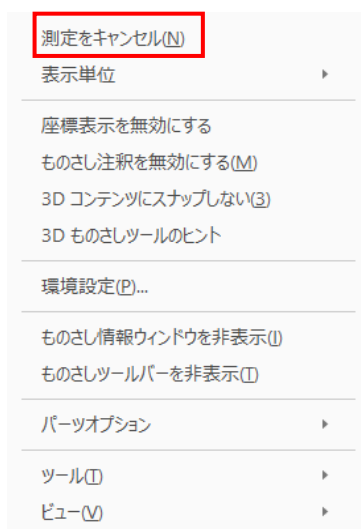 測定をキャンセル(N)
表示単位
座標表示を無効にする
ものさし注釈を無効にする(M)
3D コンテンツにスナップしない(3)
3D ものさしツールのヒント
環境設定(P)...
ものさし情報ウィンドウを非表示(I)
ものさしツールバーを非表示(T)
パーツオプション
ツール(T)
ビュー(V)